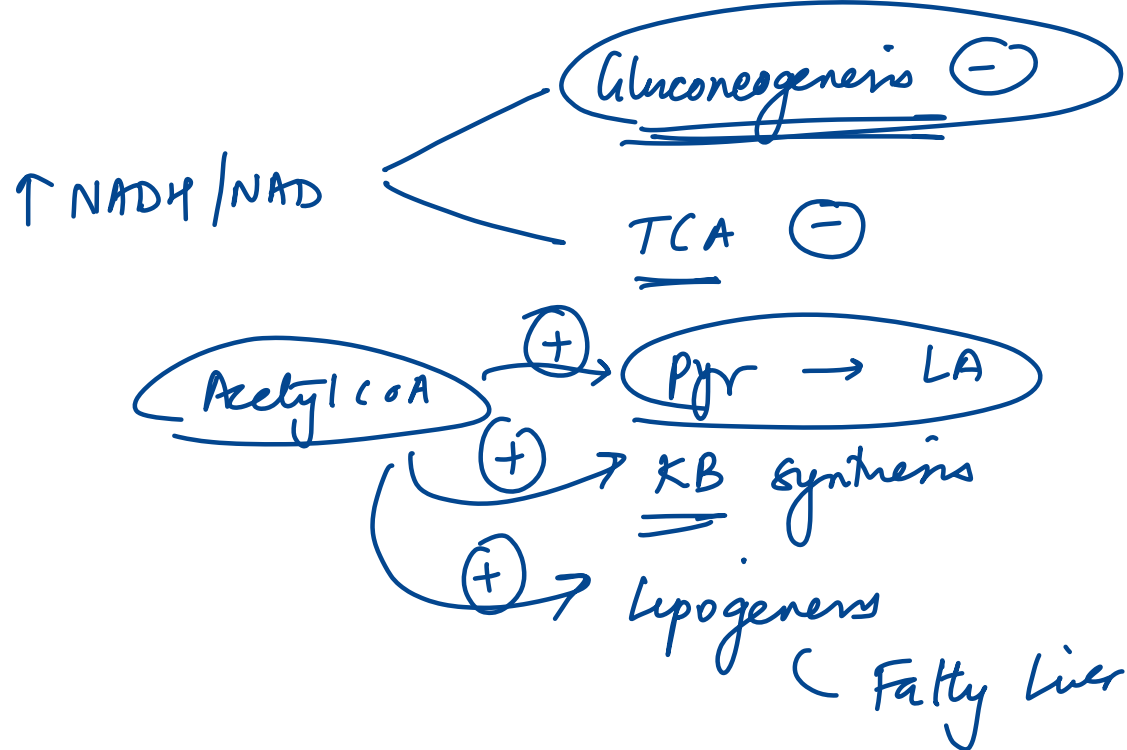 Gluconeogenesis ⊖
↑ NADH/NAD
TCA ⊖
Acetyl CoA ⊕ → Pyr → LA
⊕ → KB synthesis
⊕ → Lipogenesis
Fatty Liver